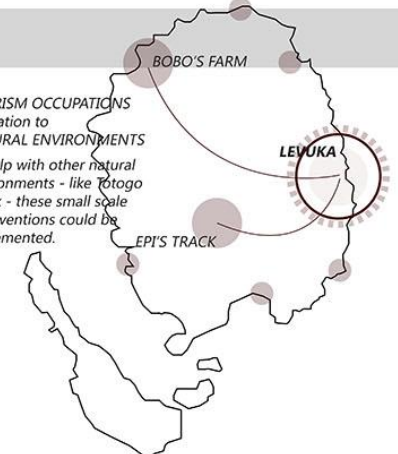 BOBO'S FARM
RISM OCCUPATIONS
ation to
URAL ENVIRONMENTS
lp with other natural
onments - like Totogo
- these small scale
ventions could be
emented.
LEVUKA
EPI'S TRACK